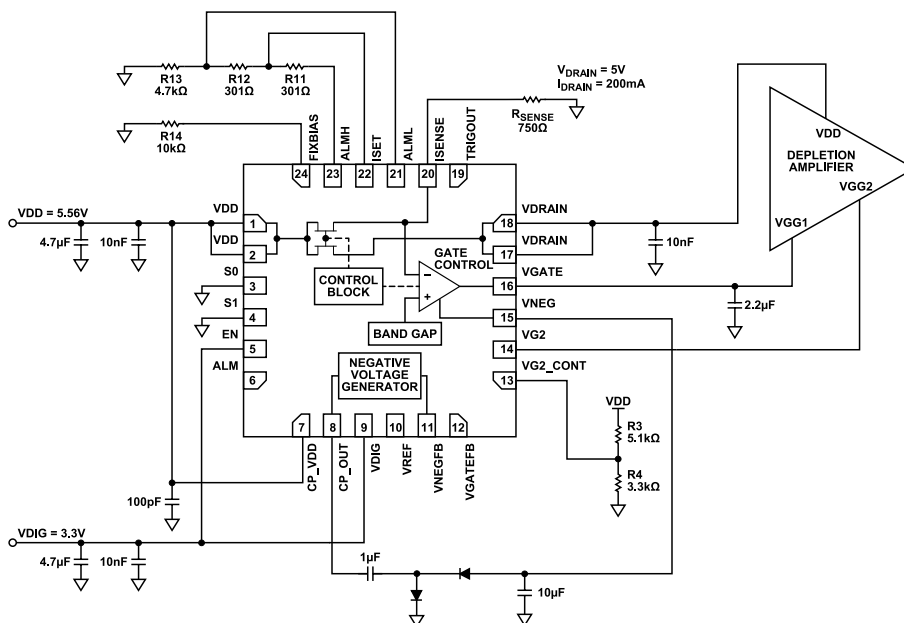 R13
4.7kΩ
R12
301Ω
R11
301Ω
R14
10kΩ
VDRAIN = 5V
IDRAIN = 200mA
RSENSE
750Ω
FIXBIAS
ALMH
ISET
ALML
ISENSE
TRIGOUT
24
23
22
21
20
19
VDD = 5.56V
4.7µF
10nF
VDD
1
VDD
2
S0
3
S1
4
EN
5
ALM
6
CONTROL
BLOCK
GATE
CONTROL
BAND GAP
NEGATIVE
VOLTAGE
GENERATOR
VDRAIN
18
VDRAIN
17
VGATE
16
VNEG
15
VG2
14
VG2_CONT
13
10nF
2.2µF
VDD
DEPLETION
AMPLIFIER
VGG2
VGG1
VDD
R3
5.1kΩ
R4
3.3kΩ
7
8
9
10
11
12
CP_VDD
CP_OUT
VDIG
VREF
VNEGFB
VGATEFB
100pF
VDIG = 3.3V
4.7µF
10nF
1µF
10µF